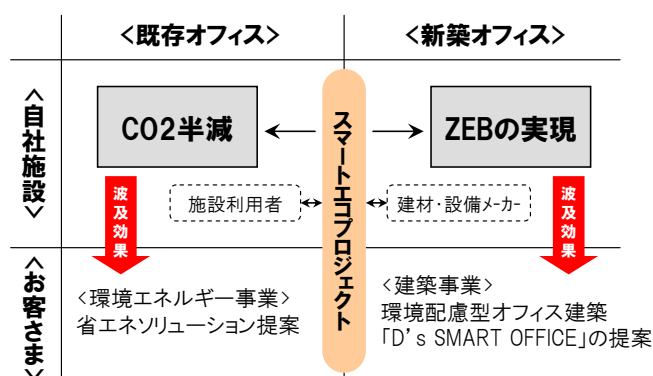 <既存オフィス>
<新築オフィス>
<自社施設>
CO2半減
スマートエコプロジェクト
ZEBの実現
波及効果
施設利用者
建材・設備メーカー
波及効果
<お客さま>
<環境エネルギー事業>
省エネソリューション提案
<建築事業>
環境配慮型オフィス建築
「D's SMART OFFICE」の提案